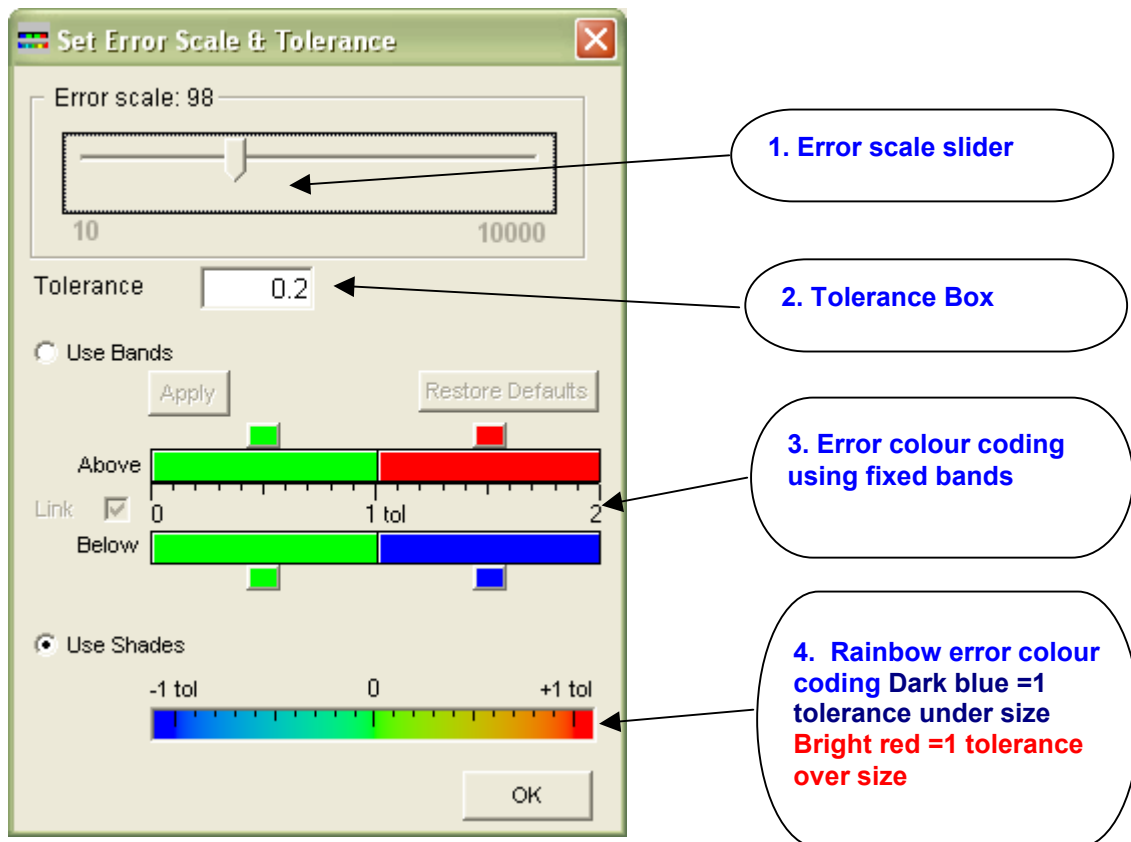 Set Error Scale & Tolerance
Error scale: 98
10 10000
1. Error scale slider
Tolerance 0.2
2. Tolerance Box
Use Bands
Apply Restore Defaults
Above
Link 0 1 tol 2
Below
3. Error colour coding
using fixed bands
Use Shades
-1 tol 0 +1 tol
4. Rainbow error colour
coding Dark blue =1
tolerance under size
Bright red =1 tolerance
over size
OK